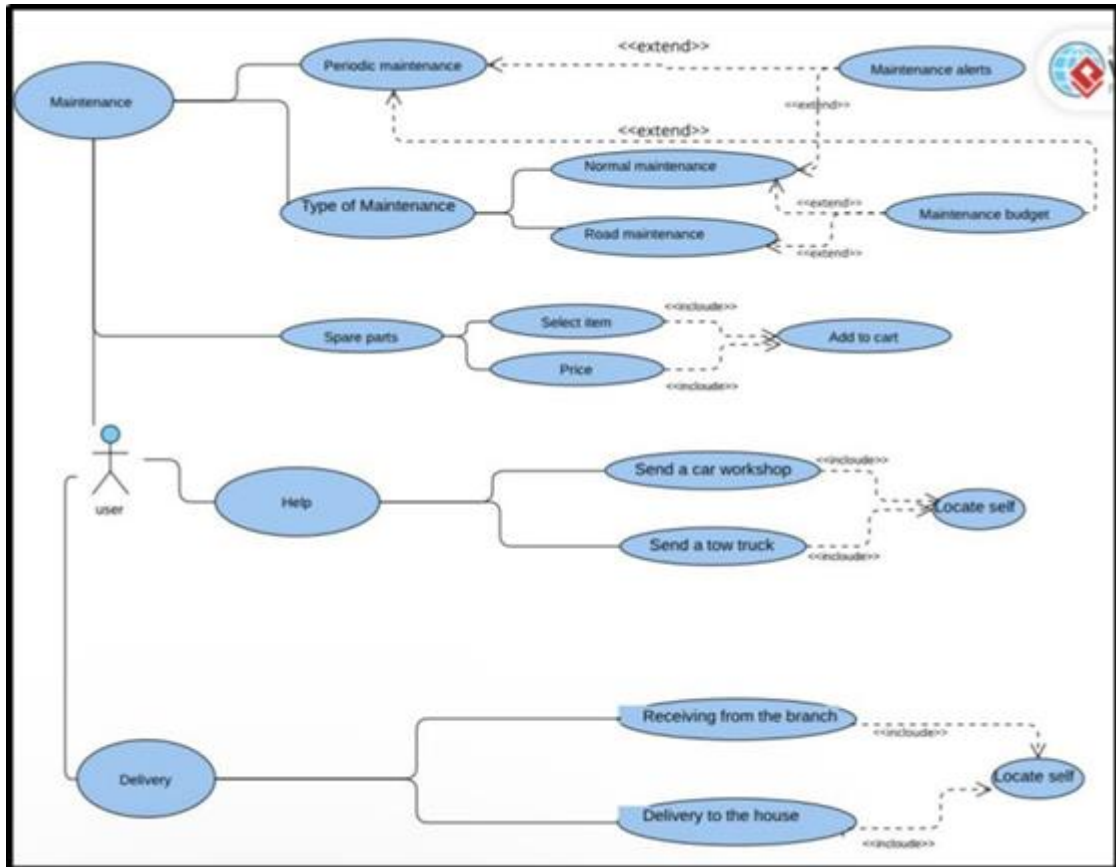 <<extend>>
Periodic maintenance
Maintenance alerts
Maintenance
<<extend>>
<<extend>>
Normal maintenance
Type of Maintenance
<<extend>>
Maintenance budget
Road maintenance
<<extend>>
<<incloude>>
Select item
Spare parts
Add to cart
Price
<<incloude>>
<<incloude>>
Send a car workshop
Help
Locate self
user
Send a tow truck
<<incloude>>
Receiving from the branch
<<incloude>>
Delivery
Locate self
Delivery to the house
<<incloude>>